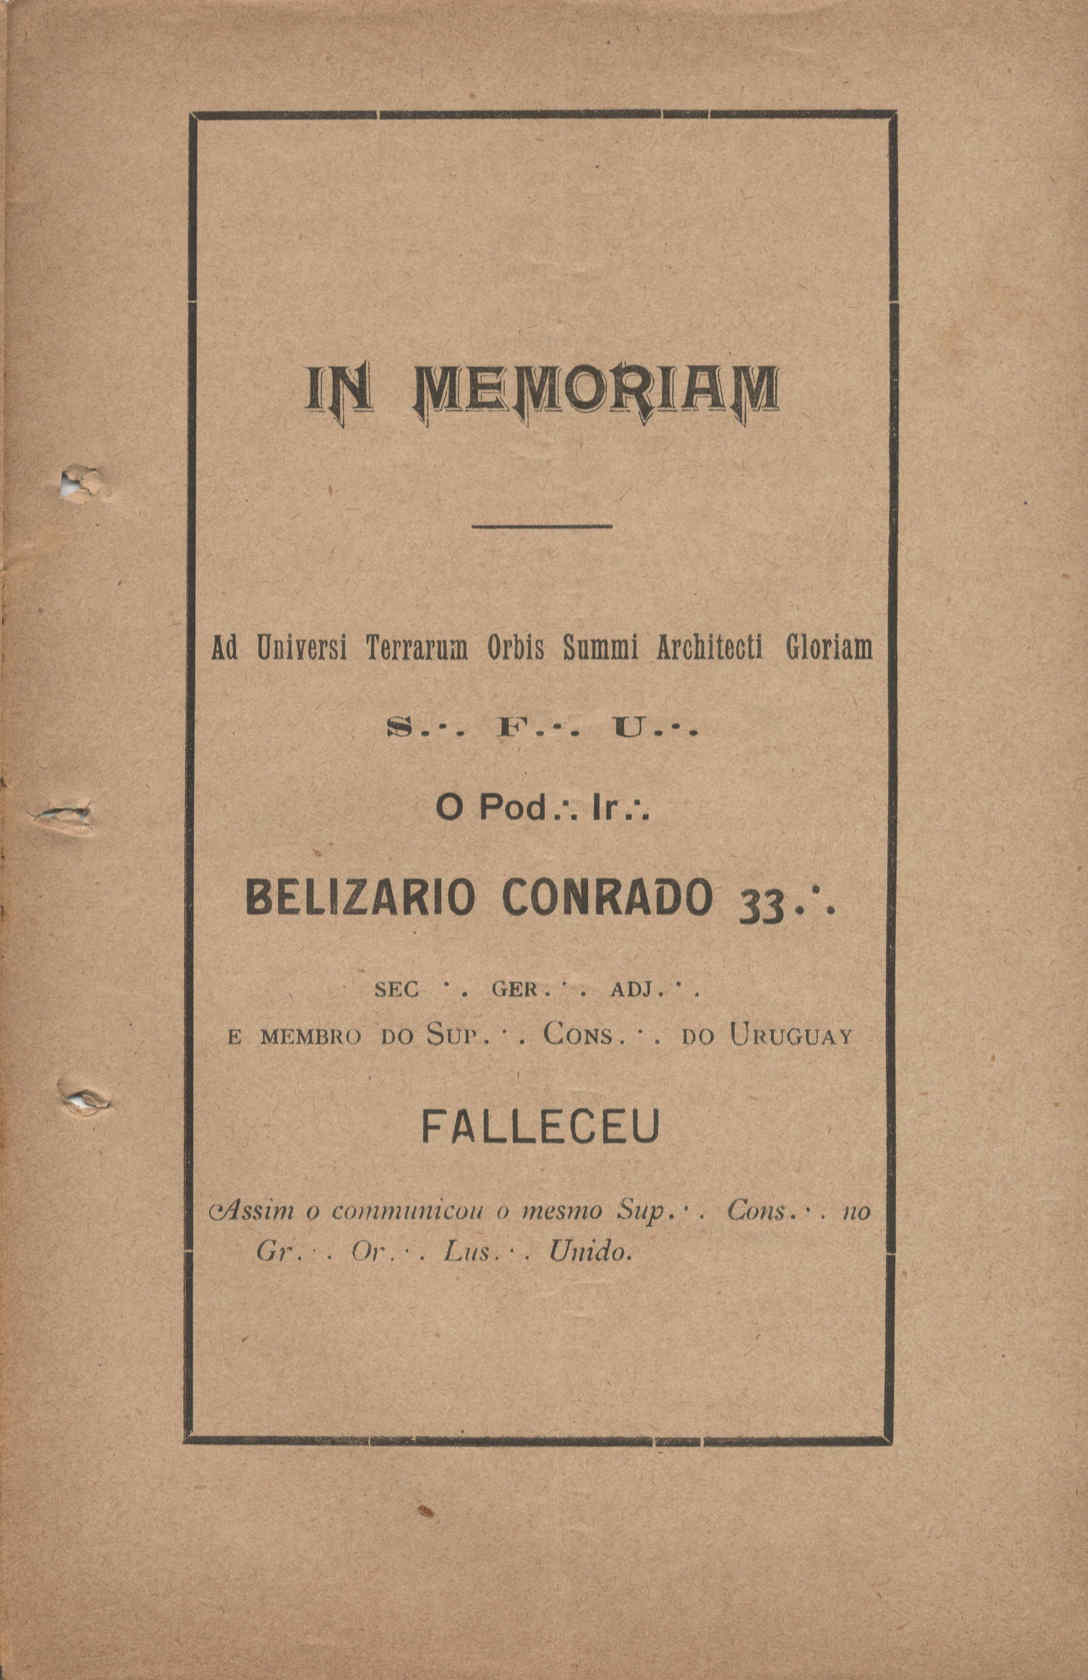 IN MEMORIAM
Ad Universi Terrarum Orbis Summi Architecti Gloriam
S.·. F.·. U.·.
O Pod.·. Ir.·.
BELIZARIO CONRADO 33.·.
SEC ·. GER.·. ADJ.·.
E MEMBRO DO SUP.·. CONS.·. DO URUGUAY
FALLECEU
Assim o communicou o mesmo Sup.·. Cons.·. no
Gr.·. Or.·. Lus.·. Unido.